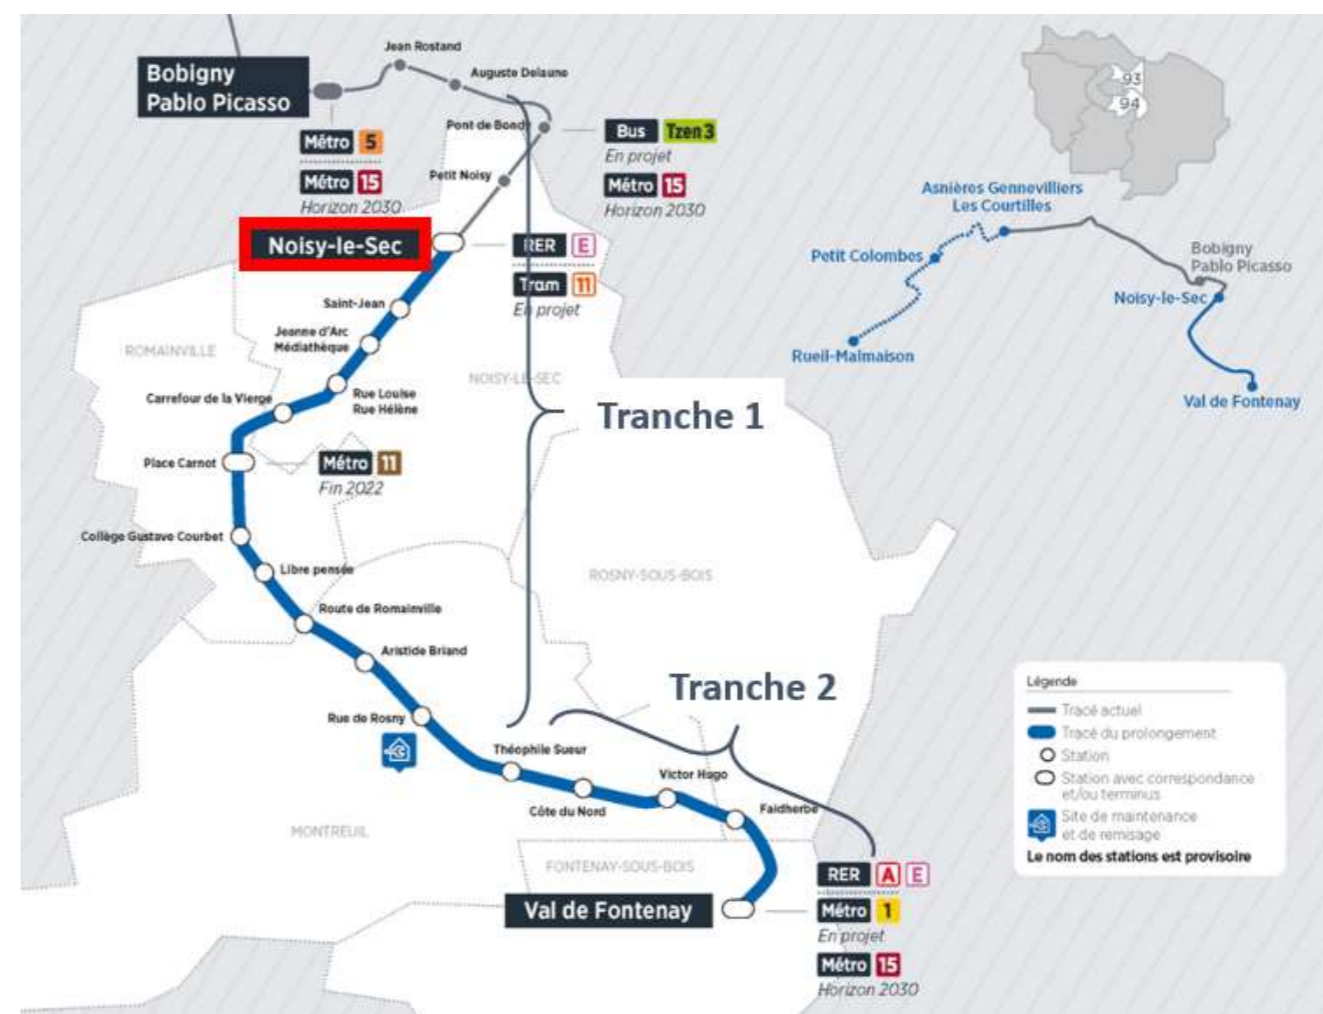 Jean Rostand
Bobigny
Pablo Picasso
Auguste Delaune
Pont de Bondy
Bus Tzen 3
En projet
Métro 15
Horizon 2030
Métro 5
Métro 15
Horizon 2030
Petit Noisy
Noisy-le-Sec
RER E
Tram 11
En projet
Saint-Jean
Jeanne d'Arc
Médiathèque
ROMAINVILLE
NOISY-LE-SEC
Carrefour de la Vierge
Rue Louise
Rue Hélène
Tranche 1
Place Carnot
Métro 11
Fin 2022
Collège Gustave Courbet
Libre pensée
ROSNY-SOUS-BOIS
Route de Romainville
Aristide Briand
Tranche 2
Rue de Rosny
Théophile Sueur
Victor Hugo
Côte du Nord
Faidherbe
MONTREUIL
FONTENAY-SOUS-BOIS
Val de Fontenay
RER A E
Métro 1
En projet
Métro 15
Horizon 2030
93
94
Asnières Gennevilliers
Les Courtilles
Petit Colombes
Bobigny
Pablo Picasso
Noisy-le-Sec
Rueil-Malmaison
Val de Fontenay
Légende
Tracé actuel
Tracé du prolongement
Station
Station avec correspondance
et/ou terminus
Site de maintenance
et de remisage
Le nom des stations est provisoire